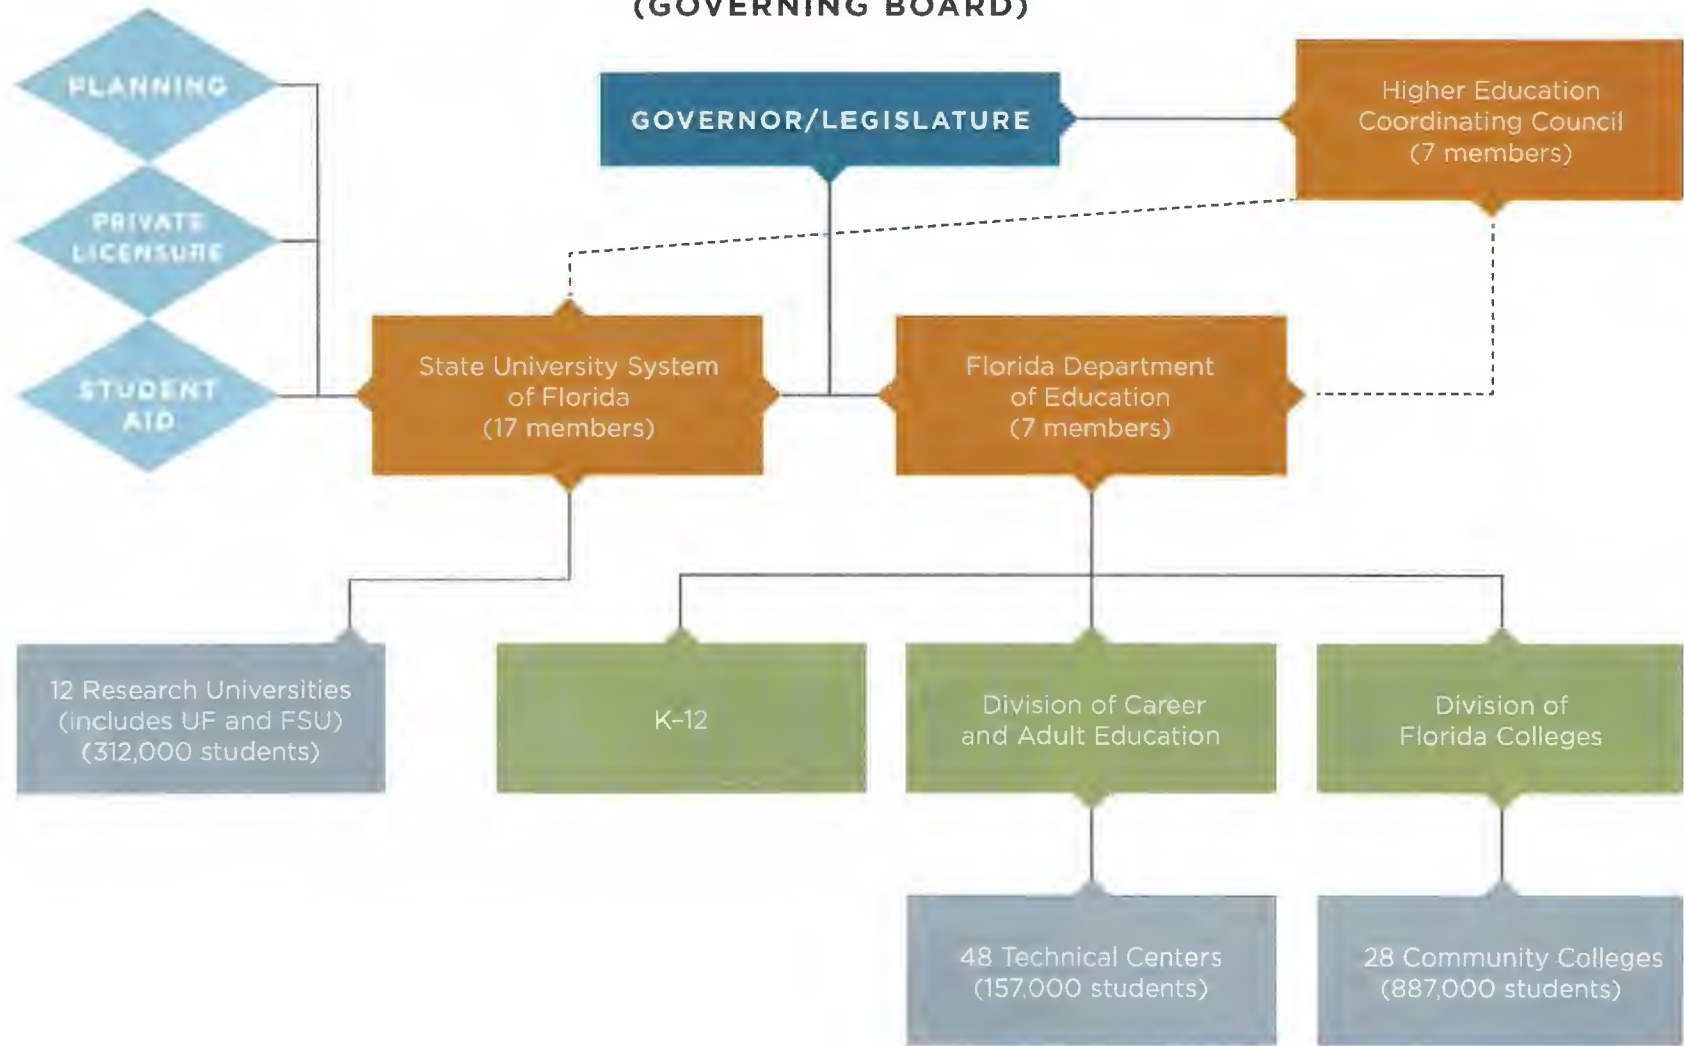 (GOVERNING BOARD)
PLANNING
PRIVATE
LICENSURE
STUDENT
AID
GOVERNOR/LEGISLATURE
Higher Education
Coordinating Council
(7 members)
State University System
of Florida
(17 members)
Florida Department
of Education
(7 members)
12 Research Universities
(includes UF and FSU)
(312,000 students)
K–12
Division of Career
and Adult Education
Division of
Florida Colleges
48 Technical Centers
(157,000 students)
28 Community Colleges
(887,000 students)